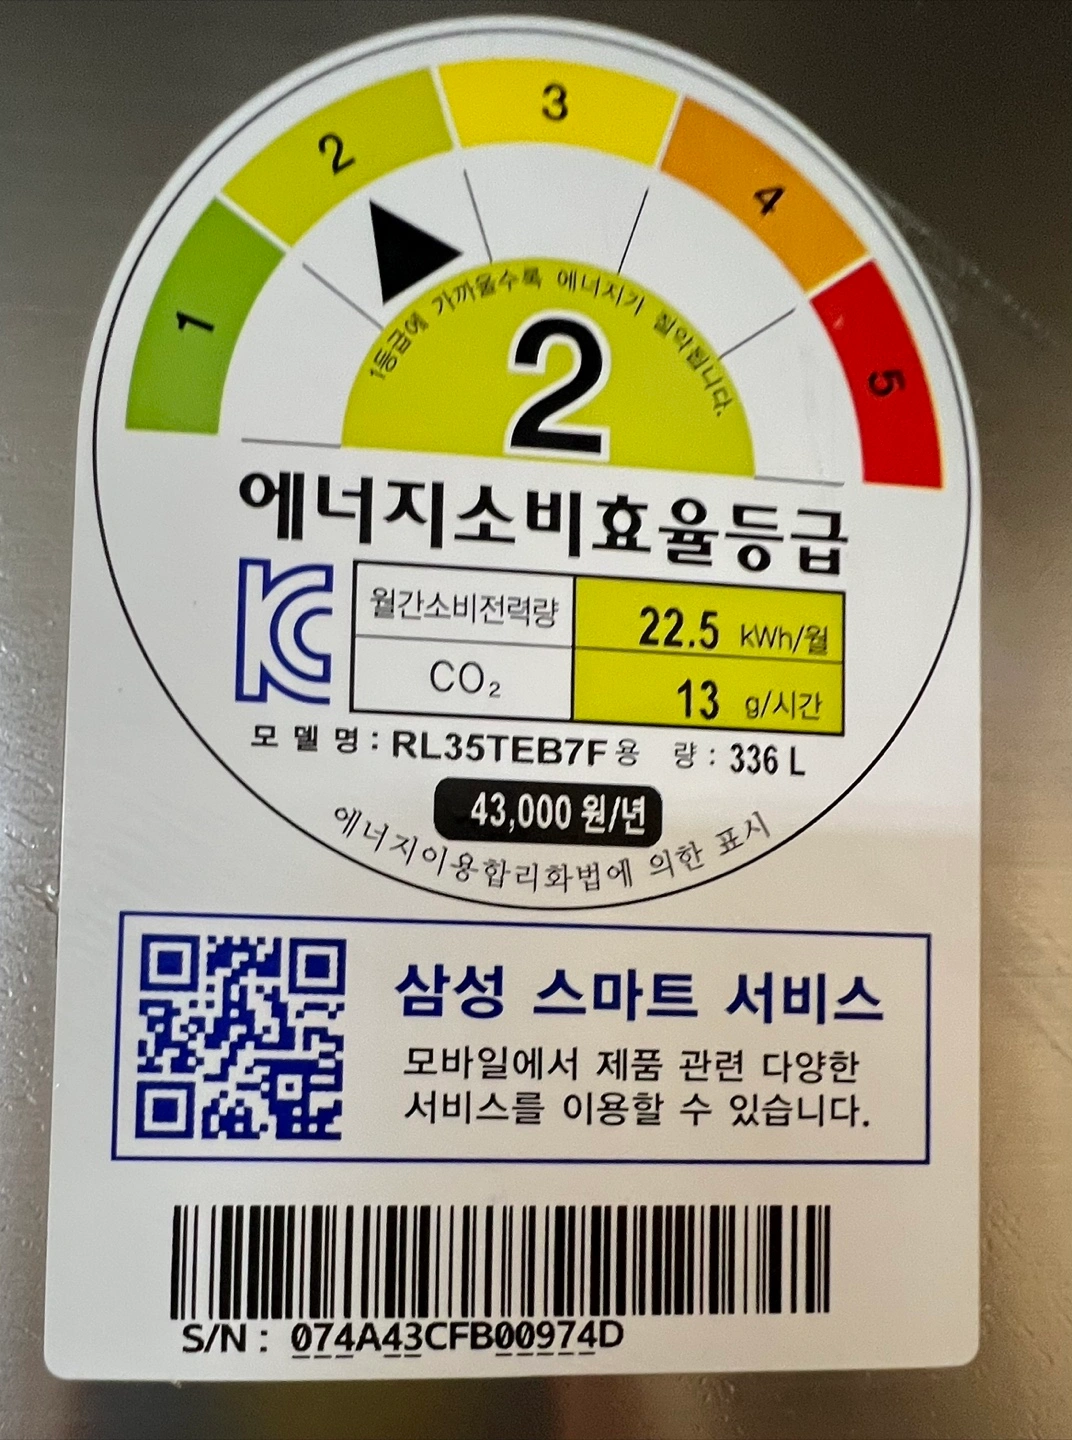 1
2
3
4
5
1등급에 가까울수록 에너지가 절약됩니다.
2
에너지소비효율등급
월간소비전력량 22.5 kWh/월
CO₂ 13 g/시간
모 델 명 : RL35TEB7F 용 량 : 336 L
43,000 원/년
에너지이용합리화법에 의한 표시
삼성 스마트 서비스
모바일에서 제품 관련 다양한
서비스를 이용할 수 있습니다.
S/N : 074A43CFB00974D